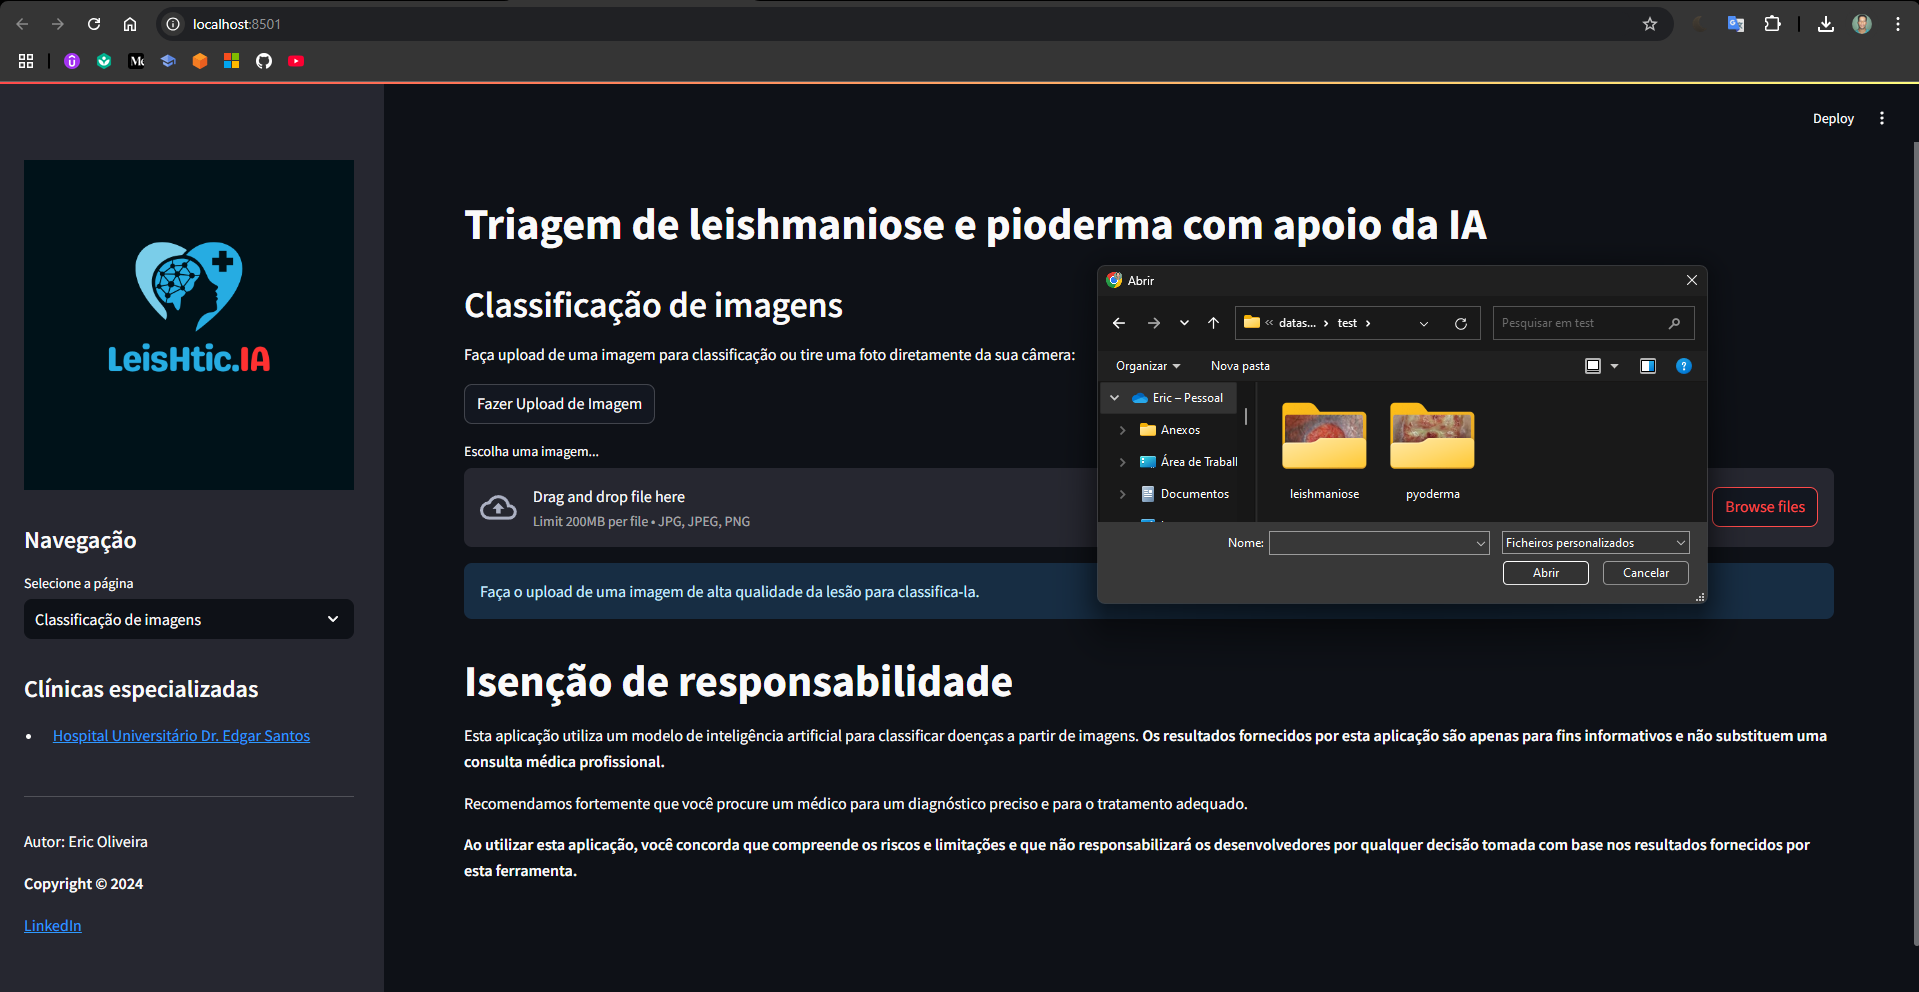 localhost:8501
Deploy
LeisHtic.IA
Navegação
Selecione a página
Classificação de imagens
Clínicas especializadas
Hospital Universitário Dr. Edgar Santos
Autor: Eric Oliveira
Copyright © 2024
LinkedIn
Triagem de leishmaniose e pioderma com apoio da IA
Classificação de imagens
Faça upload de uma imagem para classificação ou tire uma foto diretamente da sua câmera:
Fazer Upload de Imagem
Escolha uma imagem...
Drag and drop file here
Limit 200MB per file • JPG, JPEG, PNG
Browse files
Faça o upload de uma imagem de alta qualidade da lesão para classifica-la.
Abrir
« datas... › test ›
Pesquisar em test
Organizar
Nova pasta
Eric – Pessoal
Anexos
Área de Traball
Documentos
leishmaniose
pyoderma
Nome:
Ficheiros personalizados
Abrir
Cancelar
Isenção de responsabilidade
Esta aplicação utiliza um modelo de inteligência artificial para classificar doenças a partir de imagens. Os resultados fornecidos por esta aplicação são apenas para fins informativos e não substituem uma
consulta médica profissional.
Recomendamos fortemente que você procure um médico para um diagnóstico preciso e para o tratamento adequado.
Ao utilizar esta aplicação, você concorda que compreende os riscos e limitações e que não responsabilizará os desenvolvedores por qualquer decisão tomada com base nos resultados fornecidos por
esta ferramenta.